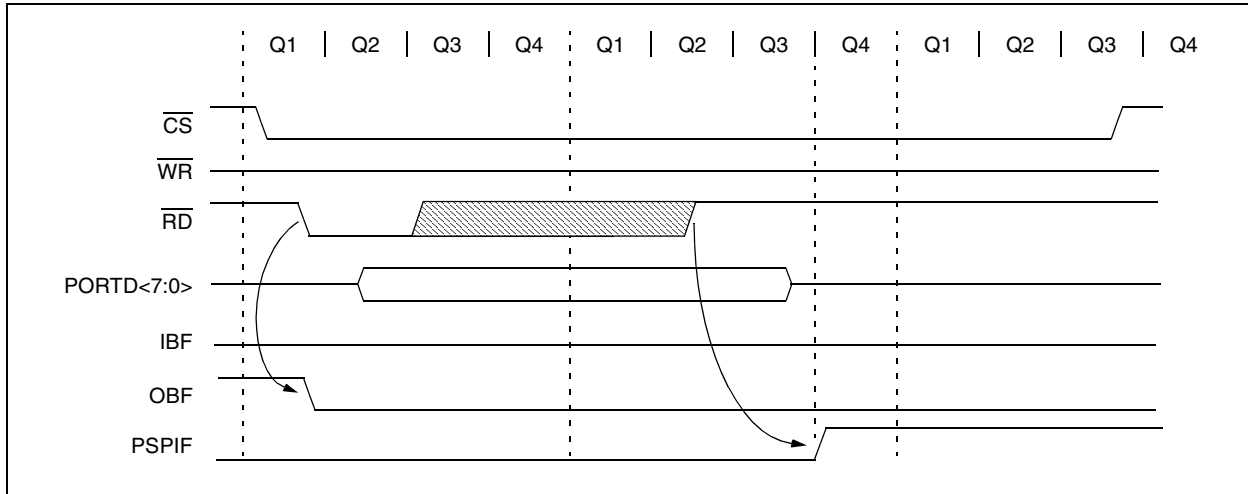 Q1 | Q2 | Q3 | Q4 | Q1 | Q2 | Q3 | Q4 | Q1 | Q2 | Q3 | Q4
CS
WR
RD
PORTD<7:0>
IBF
OBF
PSPIF